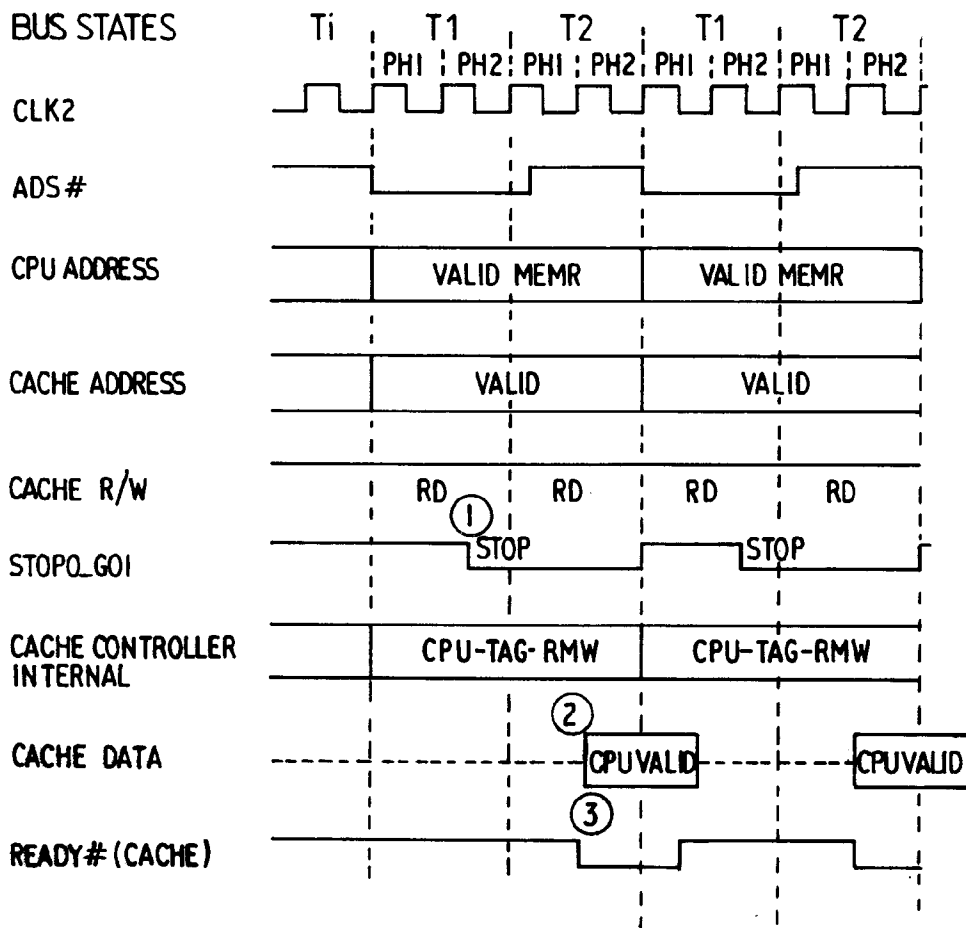 BUS STATES Ti T1 T2 T1 T2
PH1 PH2 PH1 PH2 PH1 PH2 PH1 PH2
CLK2
ADS#
CPU ADDRESS VALID MEMR VALID MEMR
CACHE ADDRESS VALID VALID
CACHE R/W RD RD RD RD
1
STOP0_GO1 STOP STOP
CACHE CONTROLLER
INTERNAL CPU-TAG-RMW CPU-TAG-RMW
2
CACHE DATA CPU VALID CPU VALID
3
READY# (CACHE)